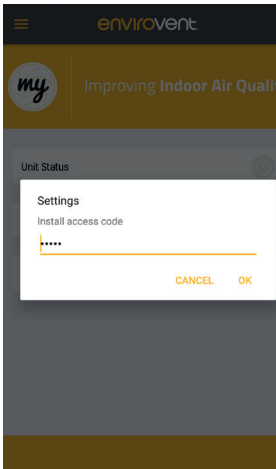 envirovent
my
Improving Indoor Air Quali
Unit Status
Settings
Install access code
•••••
CANCEL OK